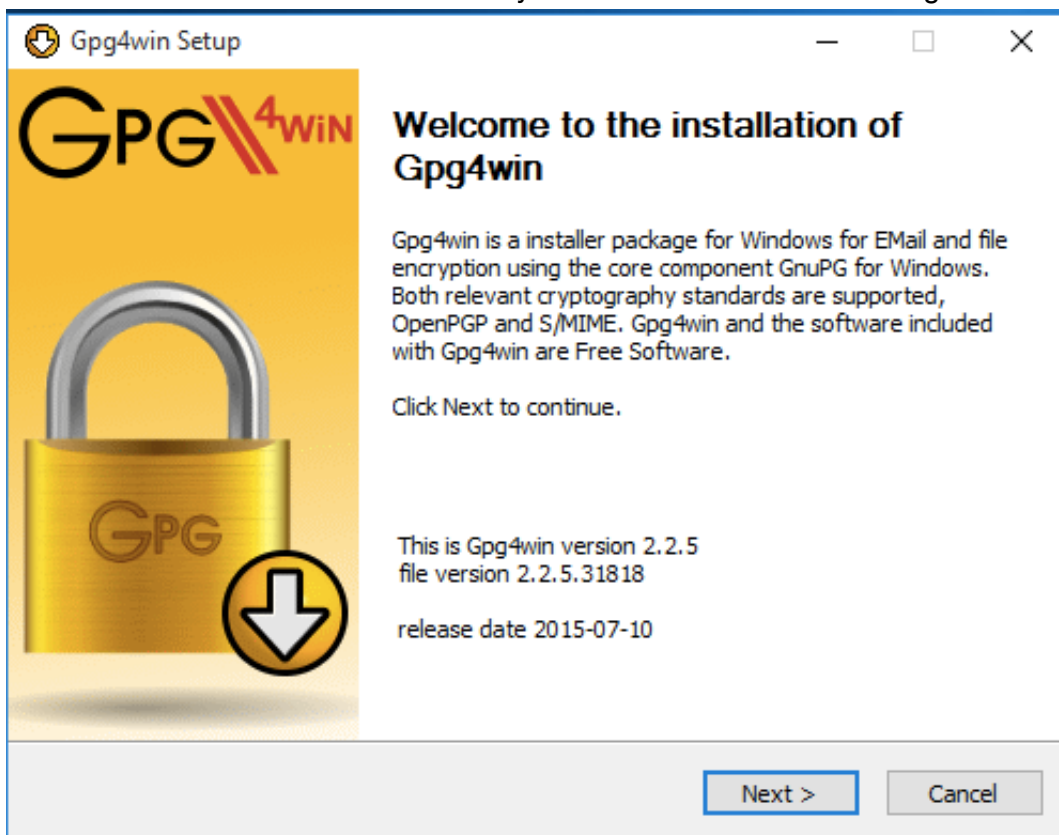 Gpg4win Setup
GPG4WiN
Welcome to the installation of
Gpg4win
Gpg4win is a installer package for Windows for EMail and file
encryption using the core component GnuPG for Windows.
Both relevant cryptography standards are supported,
OpenPGP and S/MIME. Gpg4win and the software included
with Gpg4win are Free Software.
Click Next to continue.
GPG
This is Gpg4win version 2.2.5
file version 2.2.5.31818
release date 2015-07-10
Next >
Cancel